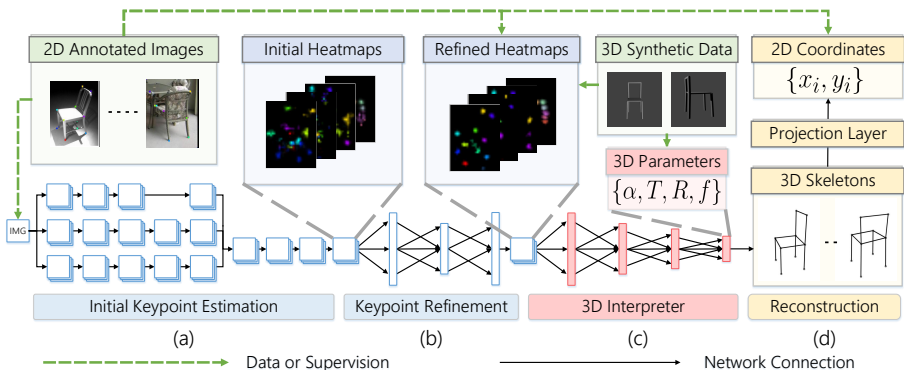 2D Annotated Images
Initial Heatmaps
Refined Heatmaps
3D Synthetic Data
2D Coordinates
{x_i, y_i}
Projection Layer
3D Parameters
{α, T, R, f}
3D Skeletons
IMG
Initial Keypoint Estimation
Keypoint Refinement
3D Interpreter
Reconstruction
(a)
(b)
(c)
(d)
Data or Supervision
Network Connection